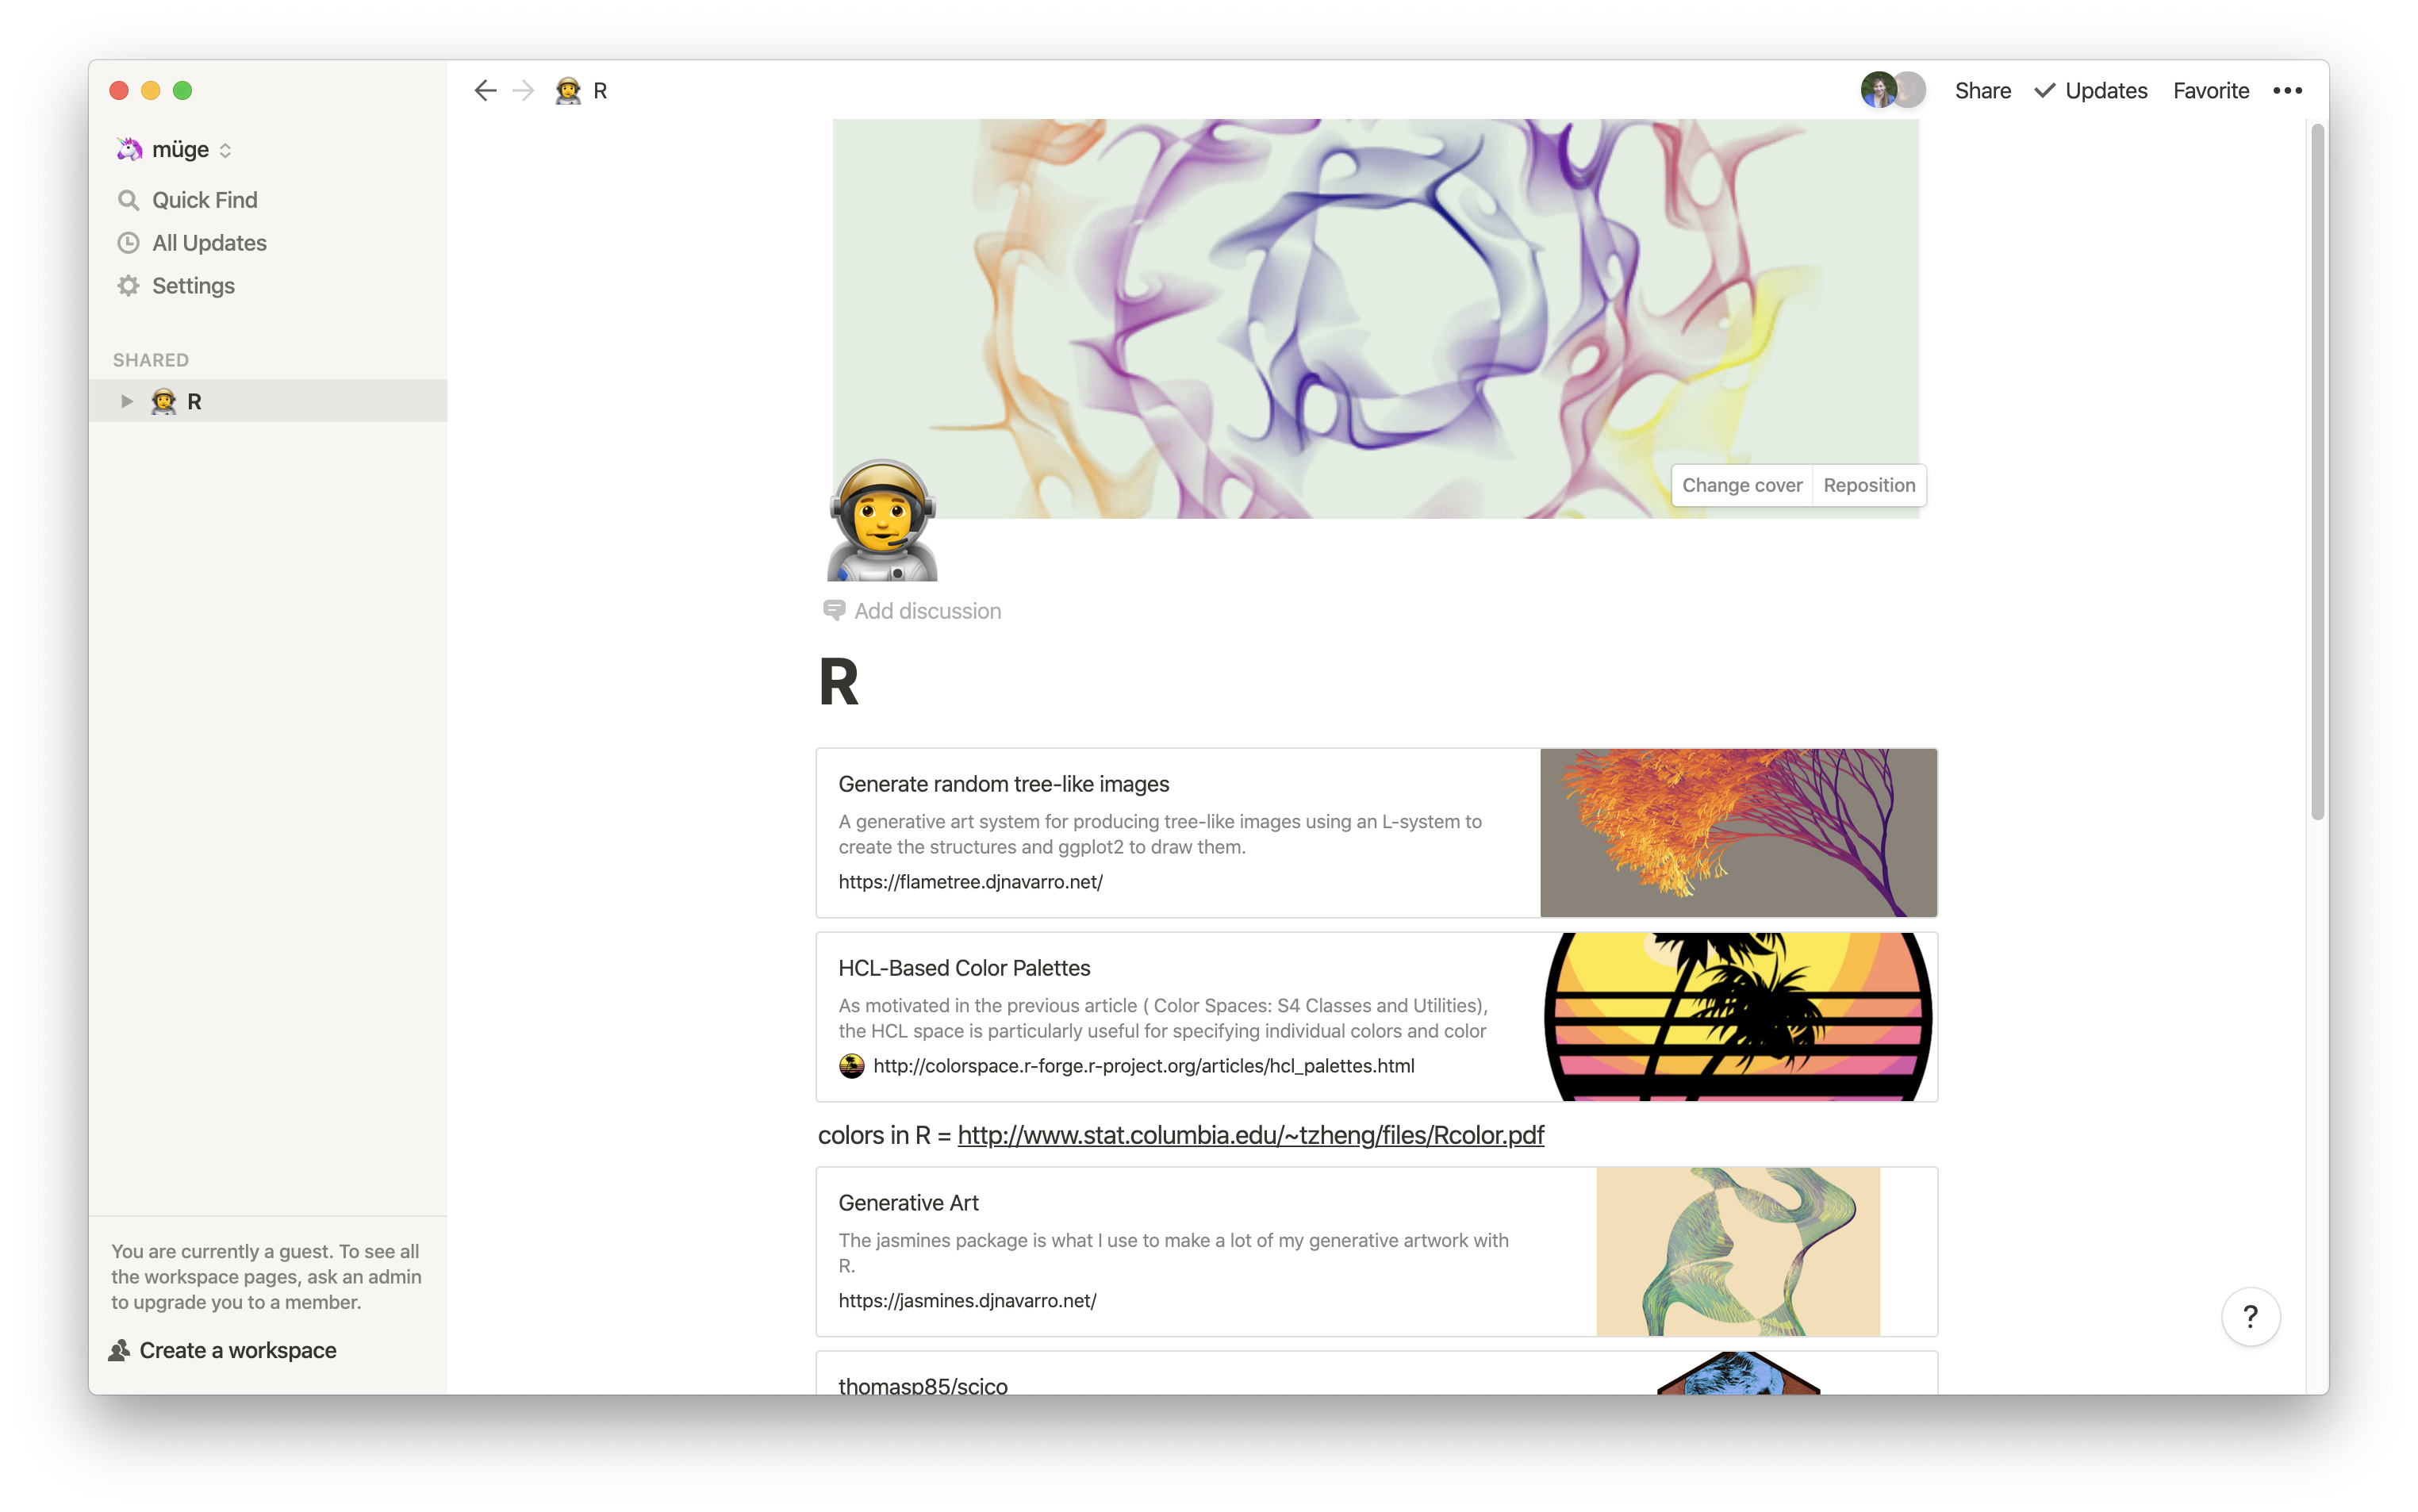 R
Share
Updates
Favorite
müge
Quick Find
All Updates
Settings
SHARED
R
You are currently a guest. To see all
the workspace pages, ask an admin
to upgrade you to a member.
Create a workspace
Change cover
Reposition
Add discussion
R
Generate random tree-like images
A generative art system for producing tree-like images using an L-system to
create the structures and ggplot2 to draw them.
https://flametree.djnavarro.net/
HCL-Based Color Palettes
As motivated in the previous article ( Color Spaces: S4 Classes and Utilities),
the HCL space is particularly useful for specifying individual colors and color
http://colorspace.r-forge.r-project.org/articles/hcl_palettes.html
colors in R = http://www.stat.columbia.edu/~tzheng/files/Rcolor.pdf
Generative Art
The jasmines package is what I use to make a lot of my generative artwork with
R.
https://jasmines.djnavarro.net/
thomasp85/scico
?